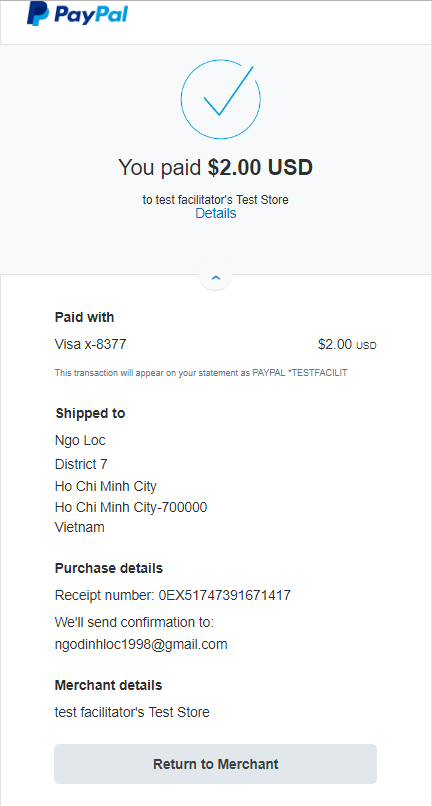 PayPal
You paid $2.00 USD
to test facilitator's Test Store
Details
Paid with
Visa x-8377 $2.00 USD
This transaction will appear on your statement as PAYPAL *TESTFACILIT
Shipped to
Ngo Loc
District 7
Ho Chi Minh City
Ho Chi Minh City-700000
Vietnam
Purchase details
Receipt number: 0EX51747391671417
We'll send confirmation to:
ngodinhloc1998@gmail.com
Merchant details
test facilitator's Test Store
Return to Merchant